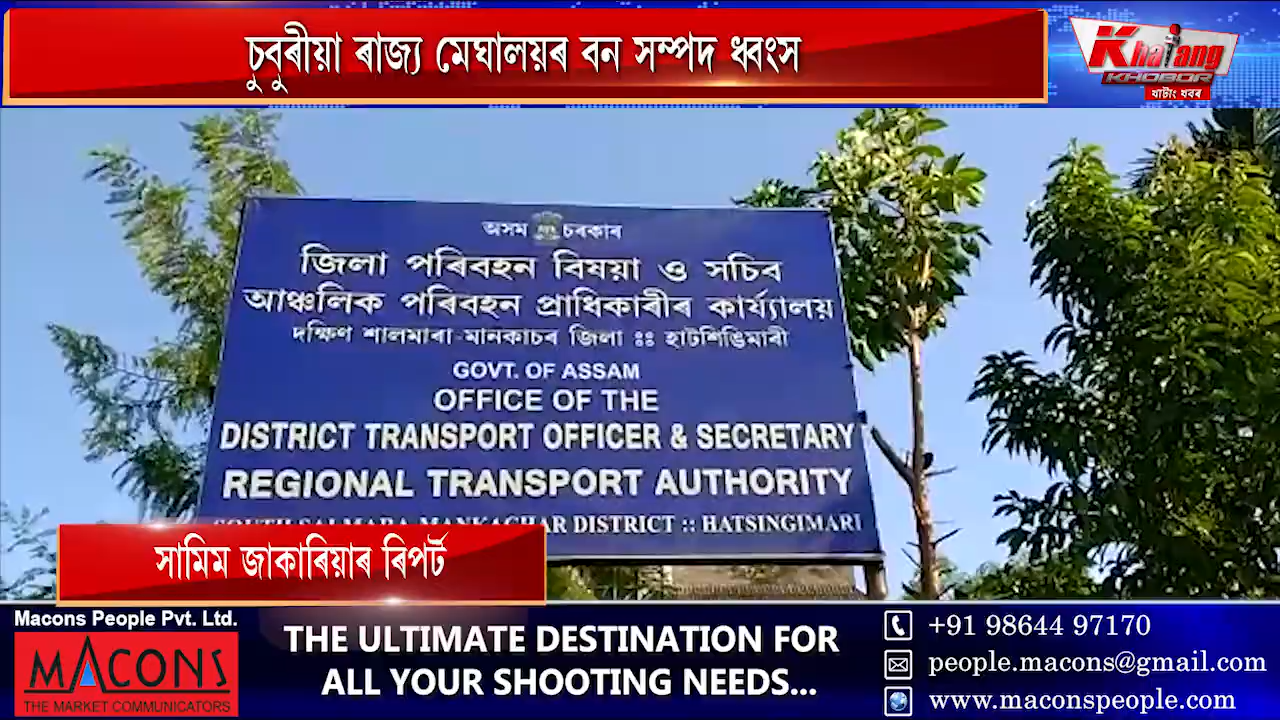 চুবুৰীয়া ৰাজ্য মেঘালয়ৰ বন সম্পদ ধ্বংস
Khatang
KHOBOR
খাটাং খবৰ
অসম চৰকাৰ
জিলা পৰিবহন বিষয়া ও সচিব
আঞ্চলিক পৰিবহন প্ৰাধিকাৰীৰ কাৰ্য্যালয়
দক্ষিণ শালমাৰা-মানকাচৰ জিলা ঃঃ হাটশিঙিমাৰী
GOVT. OF ASSAM
OFFICE OF THE
DISTRICT TRANSPORT OFFICER & SECRETARY
REGIONAL TRANSPORT AUTHORITY
SOUTH SALMARA MANKACHAR DISTRICT :: HATSINGIMARI
সামিম জাকাৰিয়াৰ ৰিপৰ্ট
Macons People Pvt. Ltd.
MACONS
THE MARKET COMMUNICATORS
THE ULTIMATE DESTINATION FOR
ALL YOUR SHOOTING NEEDS...
+91 98644 97170
people.macons@gmail.com
www.maconspeople.com